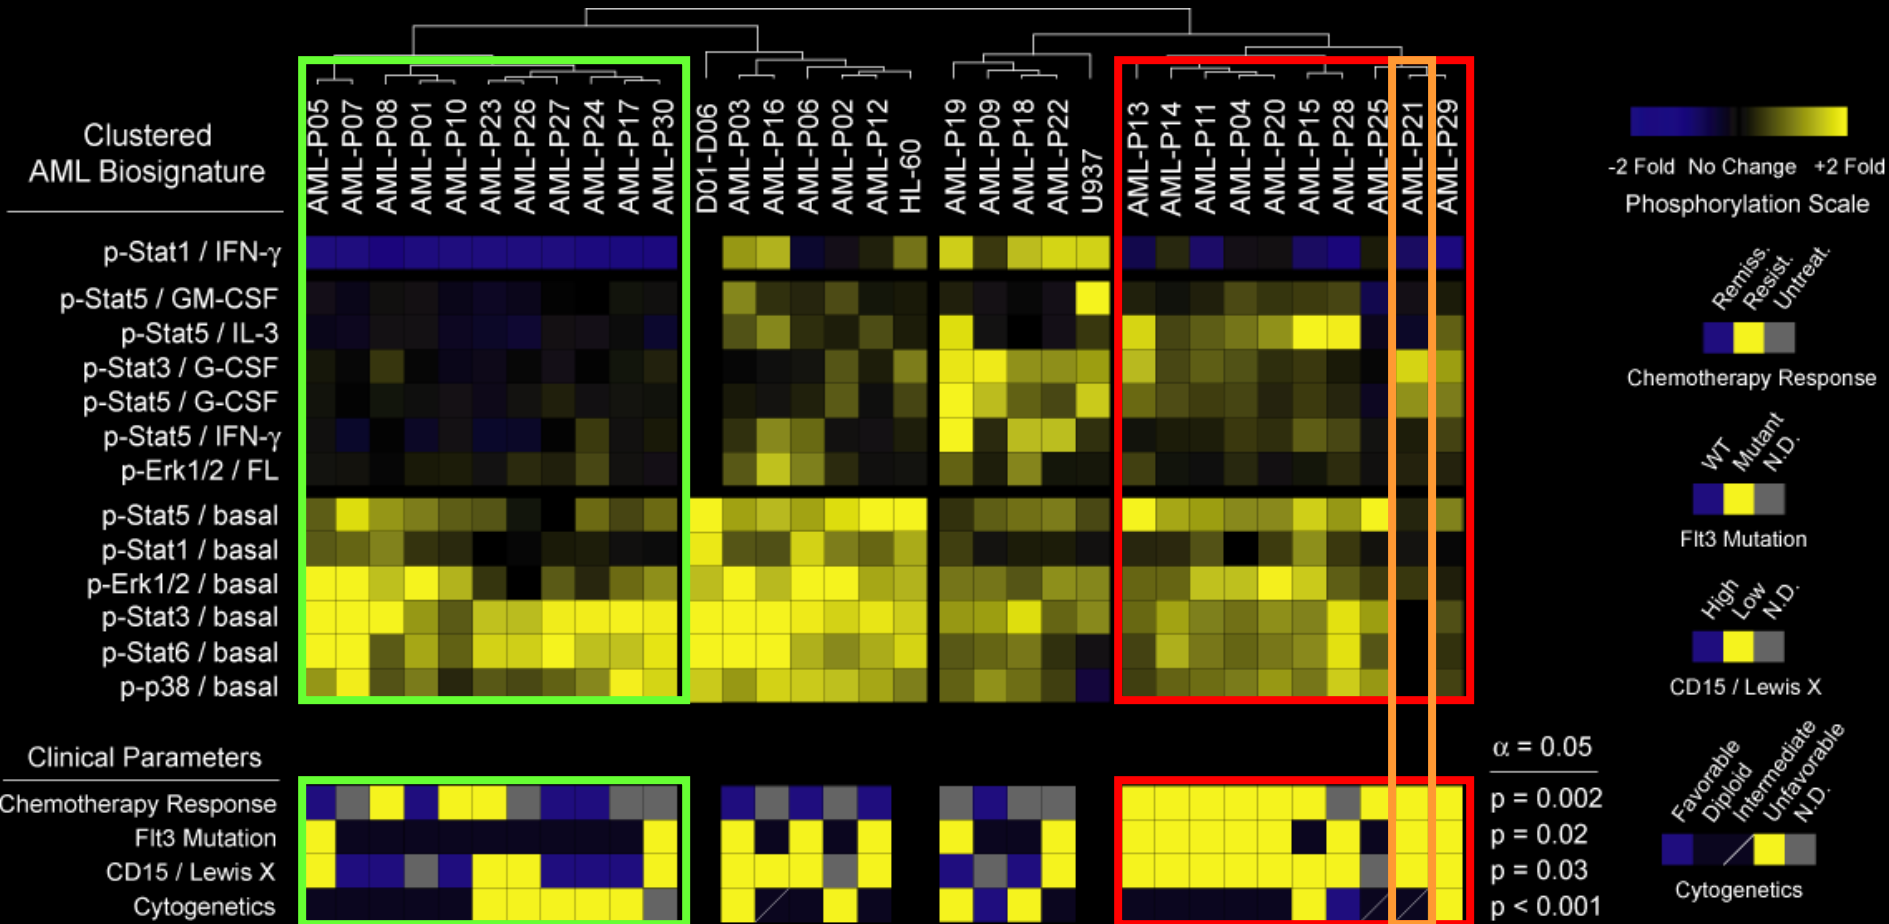 Clustered
AML Biosignature
AML-P05
AML-P07
AML-P08
AML-P01
AML-P10
AML-P23
AML-P26
AML-P27
AML-P24
AML-P17
AML-P30
D01-D06
AML-P03
AML-P16
AML-P06
AML-P02
AML-P12
HL-60
AML-P19
AML-P09
AML-P18
AML-P22
U937
AML-P13
AML-P14
AML-P11
AML-P04
AML-P20
AML-P15
AML-P28
AML-P25
AML-P21
AML-P29
p-Stat1 / IFN-γ
p-Stat5 / GM-CSF
p-Stat5 / IL-3
p-Stat3 / G-CSF
p-Stat5 / G-CSF
p-Stat5 / IFN-γ
p-Erk1/2 / FL
p-Stat5 / basal
p-Stat1 / basal
p-Erk1/2 / basal
p-Stat3 / basal
p-Stat6 / basal
p-p38 / basal
Clinical Parameters
Chemotherapy Response
Flt3 Mutation
CD15 / Lewis X
Cytogenetics
α = 0.05
p = 0.002
p = 0.02
p = 0.03
p < 0.001
-2 Fold No Change +2 Fold
Phosphorylation Scale
Remiss.
Resist.
Untreat.
Chemotherapy Response
WT
Mutant
N.D.
Flt3 Mutation
High
Low
N.D.
CD15 / Lewis X
Favorable
Diploid
Intermediate
Unfavorable
N.D.
Cytogenetics